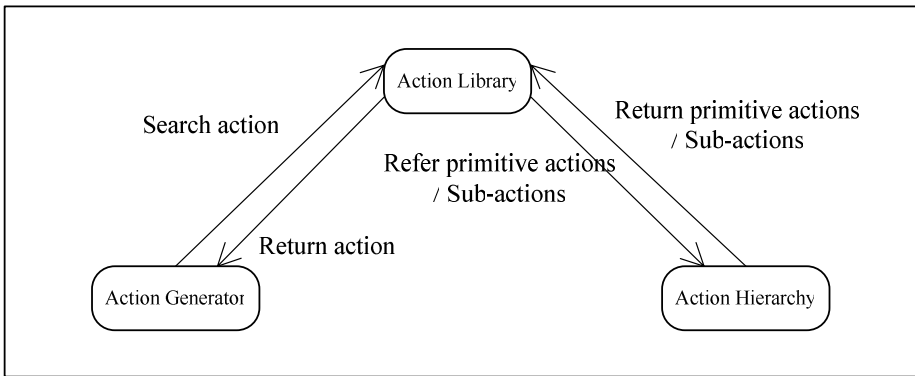 Action Library
Search action
Return primitive actions
/ Sub-actions
Refer primitive actions
/ Sub-actions
Return action
Action Generator
Action Hierarchy